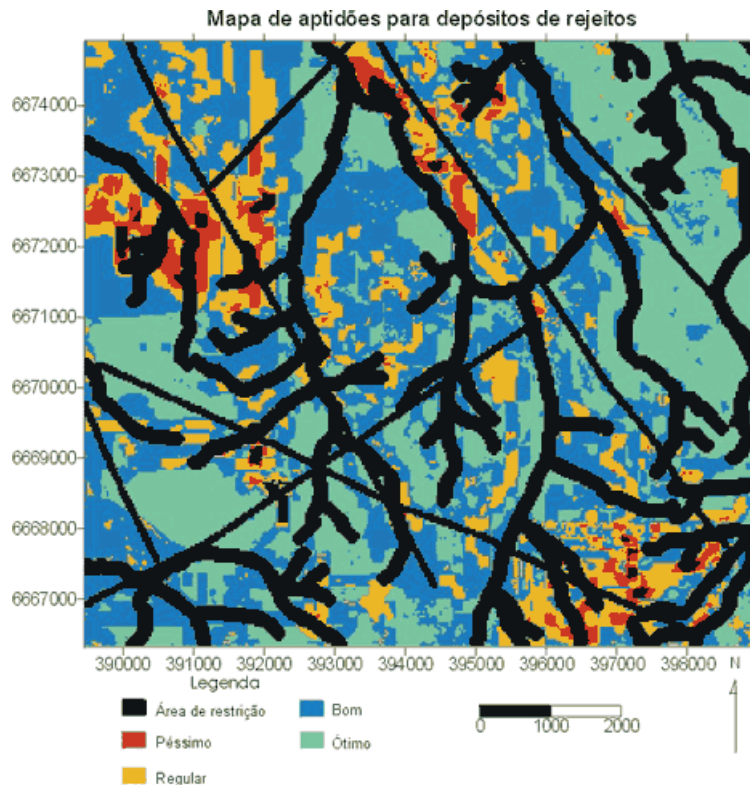 Mapa de aptidões para depósitos de rejeitos
6674000
6673000
6672000
6671000
6670000
6669000
6668000
6667000
390000 391000 392000 393000 394000 395000 396000 397000 398000 N
Legenda
Área de restrição
Bom
Péssimo
Ótimo
Regular
0 1000 2000